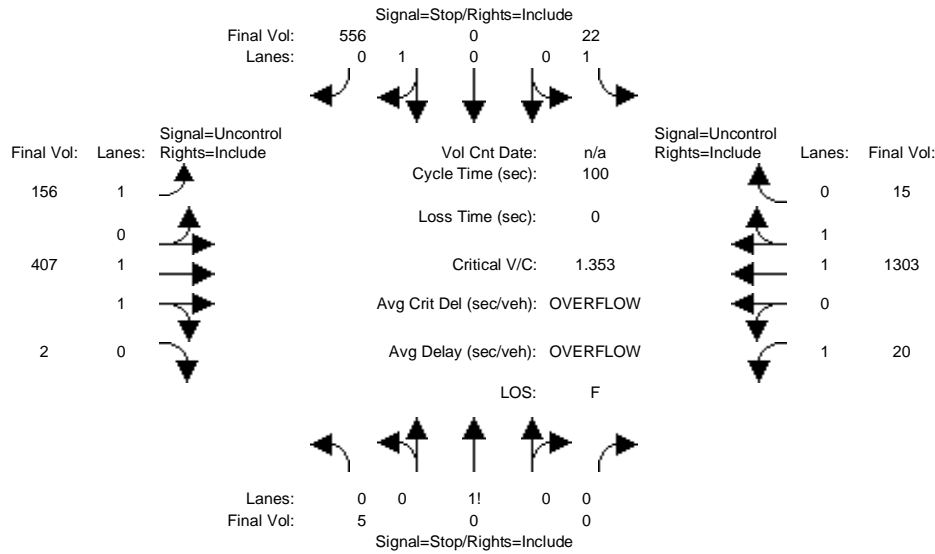 Signal=Stop/Rights=Include
Final Vol: 556 0 22
Lanes: 0 1 0 0 1
Signal=Uncontrol Signal=Uncontrol
Final Vol: Lanes: Rights=Include Vol Cnt Date: n/a Rights=Include Lanes: Final Vol:
Cycle Time (sec): 100
156 1 0 15
Loss Time (sec): 0
0 1
407 1 Critical V/C: 1.353 1 1303
1 Avg Crit Del (sec/veh): OVERFLOW 0
2 0 Avg Delay (sec/veh): OVERFLOW 1 20
LOS: F
Lanes: 0 0 1! 0 0
Final Vol: 5 0 0
Signal=Stop/Rights=Include